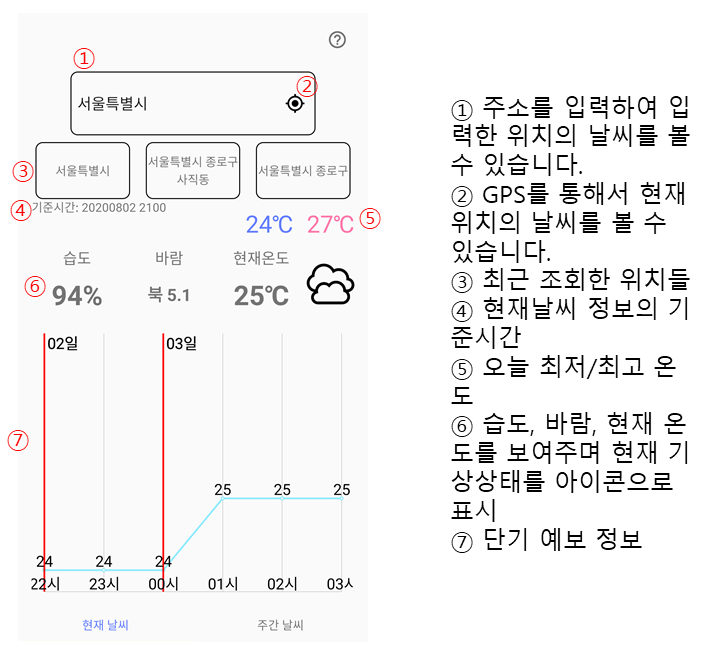 ①
서울특별시
②
③
서울특별시
서울특별시 종로구
사직동
서울특별시 종로구
④
기준시간: 20200802 2100
24℃ 27℃
⑤
습도 바람 현재온도
⑥
94% 북 5.1 25℃
02일 03일
⑦
25 25 25
24 24 24
22시 23시 00시 01시 02시 03시
현재 날씨 주간 날씨
① 주소를 입력하여 입
력한 위치의 날씨를 볼
수 있습니다.
② GPS를 통해서 현재
위치의 날씨를 볼 수
있습니다.
③ 최근 조회한 위치들
④ 현재날씨 정보의 기
준시간
⑤ 오늘 최저/최고 온
도
⑥ 습도, 바람, 현재 온
도를 보여주며 현재 기
상상태를 아이콘으로
표시
⑦ 단기 예보 정보